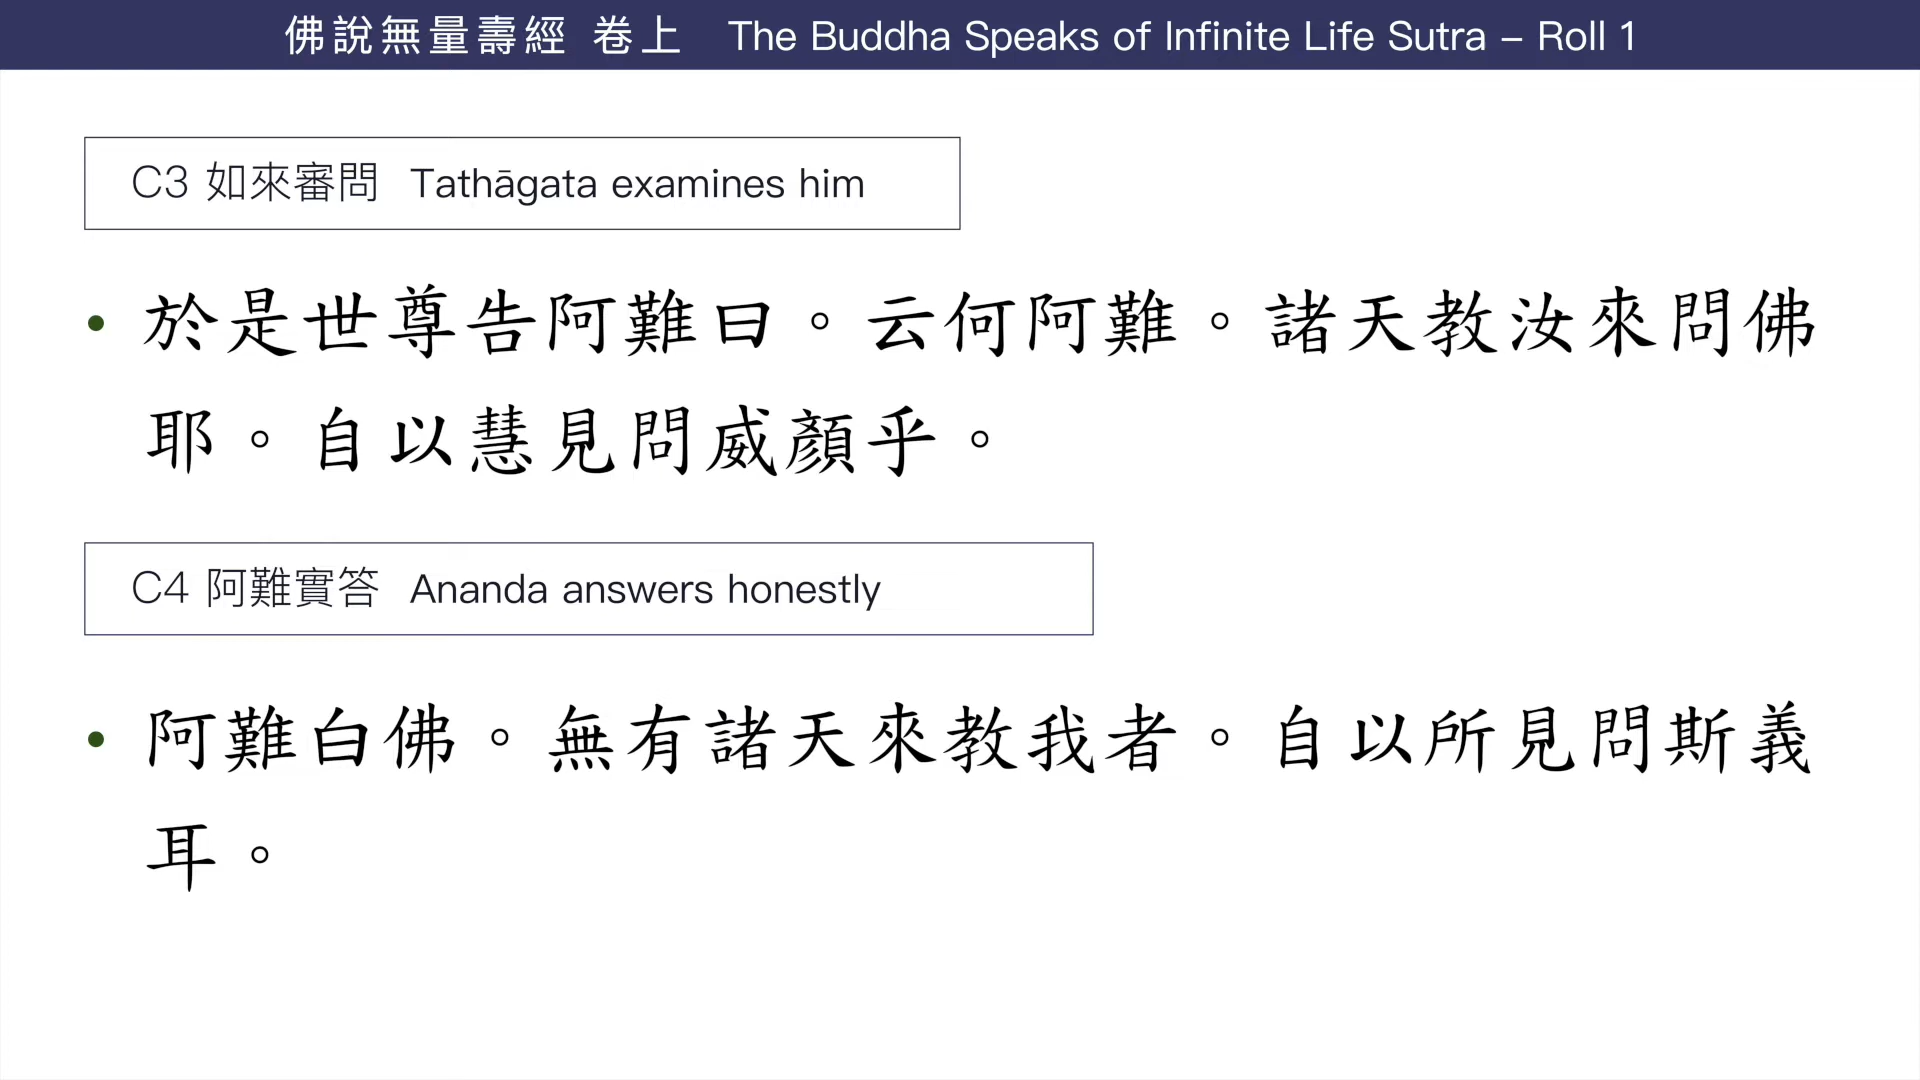 佛說無量壽經 卷上 The Buddha Speaks of Infinite Life Sutra – Roll 1
C3 如來審問 Tathāgata examines him
• 於是世尊告阿難曰。云何阿難。諸天教汝來問佛
耶。自以慧見問威顏乎。
C4 阿難實答 Ananda answers honestly
• 阿難白佛。無有諸天來教我者。自以所見問斯義
耳。